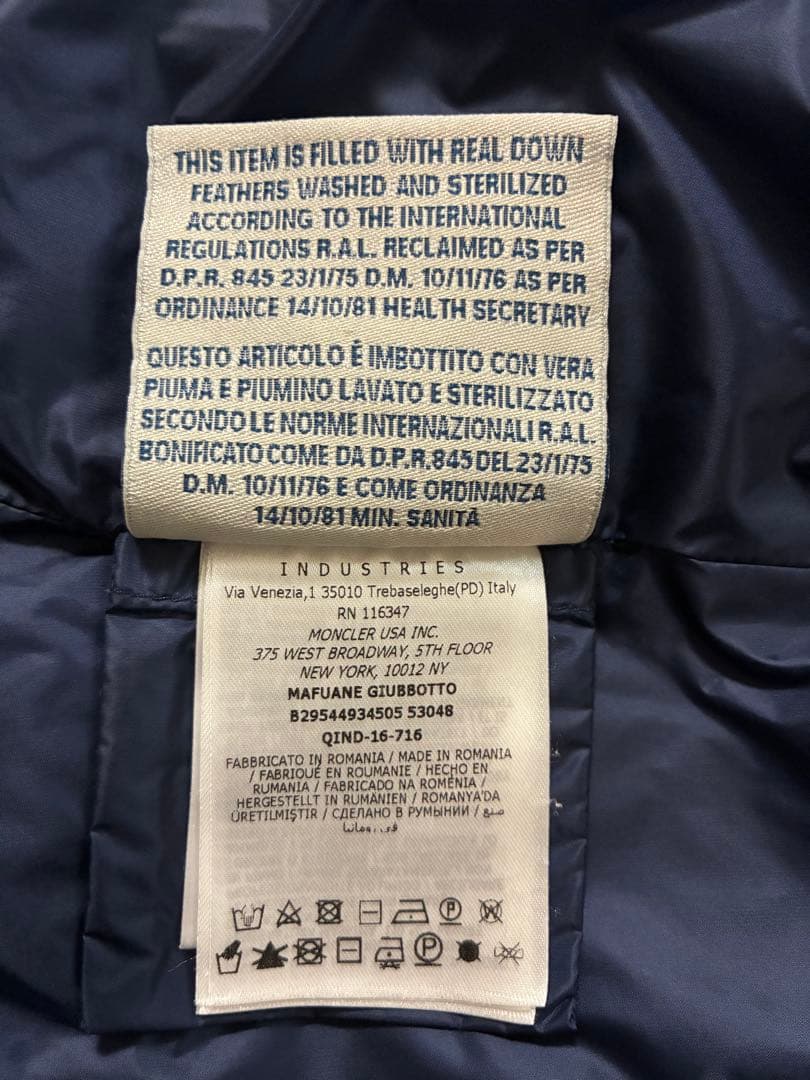 THIS ITEM IS FILLED WITH REAL DOWN
FEATHERS WASHED AND STERILIZED
ACCORDING TO THE INTERNATIONAL
REGULATIONS R.A.L. RECLAIMED AS PER
D.P.R. 845 23/1/75 D.M. 10/11/76 AS PER
ORDINANCE 14/10/81 HEALTH SECRETARY
QUESTO ARTICOLO È IMBOTTITO CON VERA
PIUMA E PIUMINO LAVATO E STERILIZZATO
SECONDO LE NORME INTERNAZIONALI R.A.L.
BONIFICATO COME DA D.P.R.845 DEL 23/1/75
D.M. 10/11/76 E COME ORDINANZA
14/10/81 MIN. SANITÀ
INDUSTRIES
Via Venezia,1 35010 Trebaseleghe(PD) Italy
RN 116347
MONCLER USA INC.
375 WEST BROADWAY, 5TH FLOOR
NEW YORK, 10012 NY
MAFUANE GIUBBOTTO
B29544934505 53048
QIND-16-716
FABBRICATO IN ROMANIA / MADE IN ROMANIA
/ FABRIQUÉ EN ROUMANIE / HECHO EN
RUMANIA / FABRICADO NA ROMÉNIA /
HERGESTELLT IN RUMÄNIEN / ROMANYA'DA
ÜRETILMIŞTIR / СДЕЛАНО В РУМЫНИИ / صنع
في رومانيا
P W
P